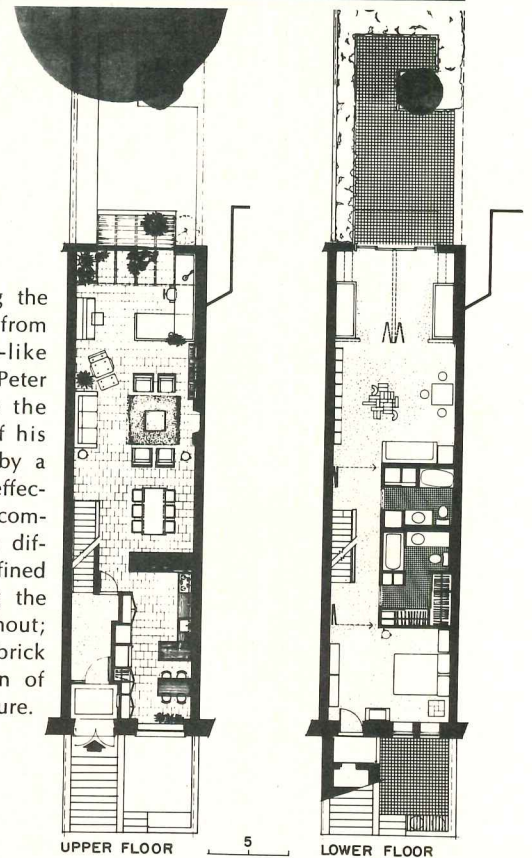 g the
from
-like
Peter
the
f his
by a
effec-
com-
dif-
fined
the
hout;
brick
n of
ure.
UPPER FLOOR
5
LOWER FLOOR